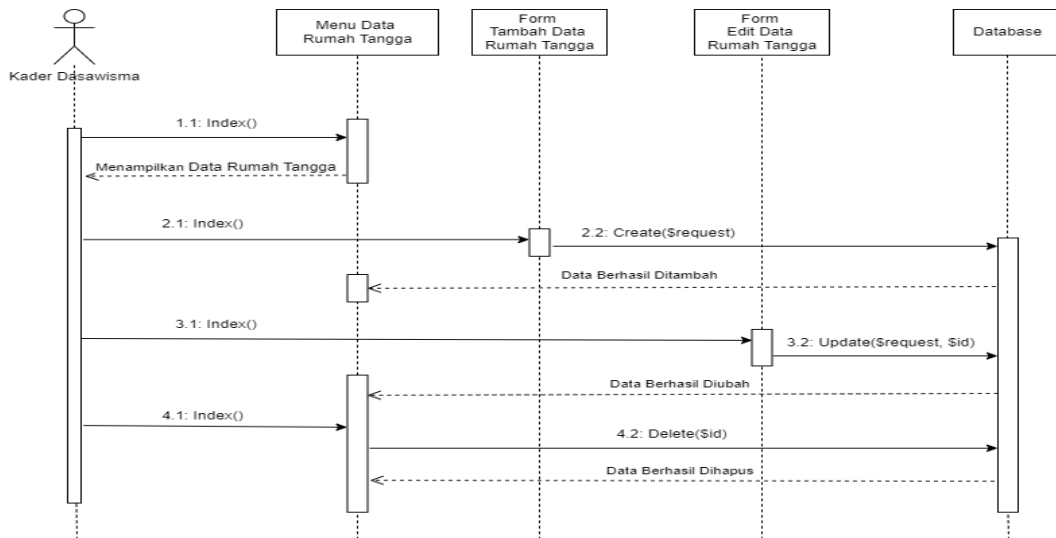 Kader Dasawisma
Menu Data
Rumah Tangga
Form
Tambah Data
Rumah Tangga
Form
Edit Data
Rumah Tangga
Database
1.1: Index()
Menampilkan Data Rumah Tangga
2.1: Index()
2.2: Create($request)
Data Berhasil Ditambah
3.1: Index()
3.2: Update($request, $id)
Data Berhasil Diubah
4.1: Index()
4.2: Delete($id)
Data Berhasil Dihapus